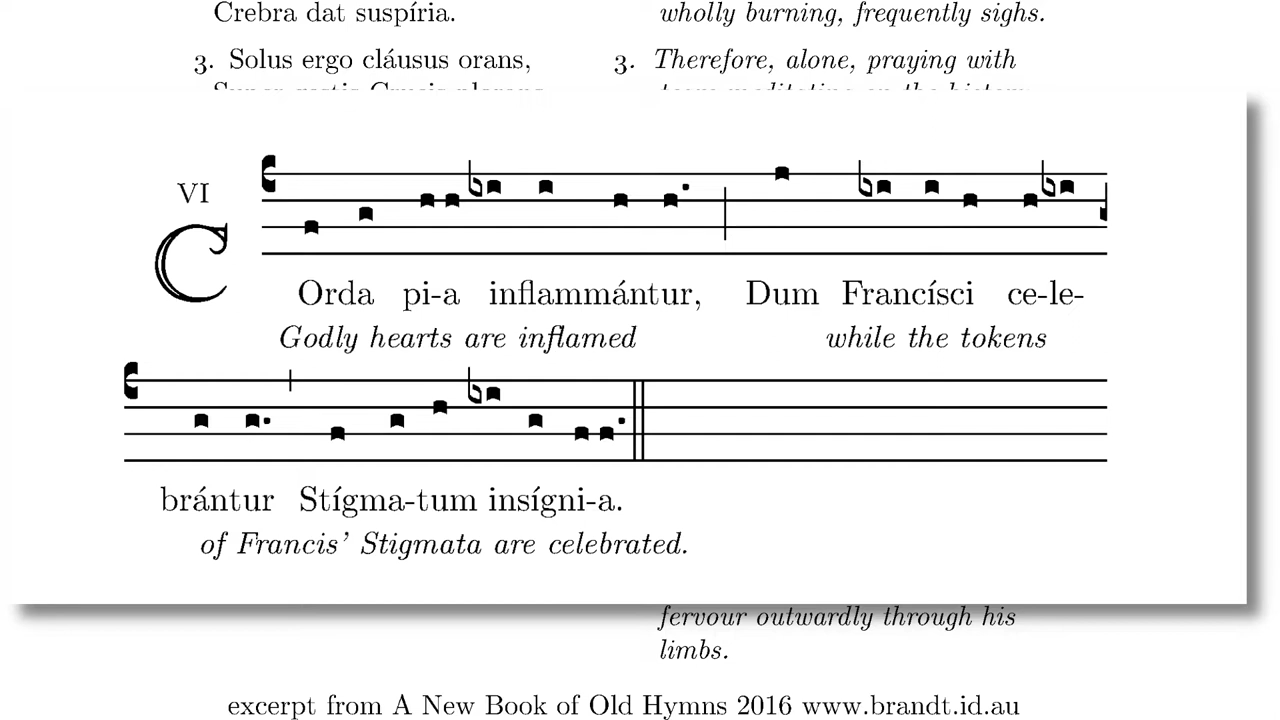 Crebra dat suspíria.
wholly burning, frequently sighs.
3. Solus ergo cláusus orans,
3. Therefore, alone, praying with
VI
COrda pi-a inflammántur, Dum Francísci ce-le-
Godly hearts are inflamed while the tokens
brántur Stígma-tum insígni-a.
of Francis' Stigmata are celebrated.
fervour outwardly through his
limbs.
excerpt from A New Book of Old Hymns 2016 www.brandt.id.au